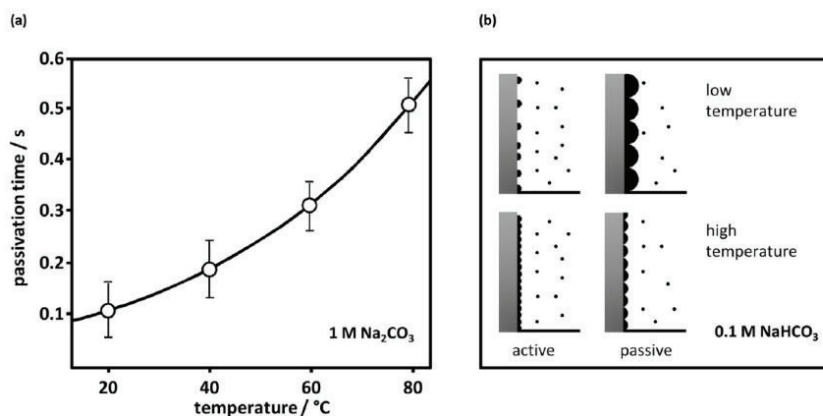 (a)
0.6
0.5
0.4
0.3
0.2
0.1
passivation time / s
20
40
60
80
temperature / °C
1 M Na₂CO₃
(b)
low
temperature
high
temperature
active
passive
0.1 M NaHCO₃